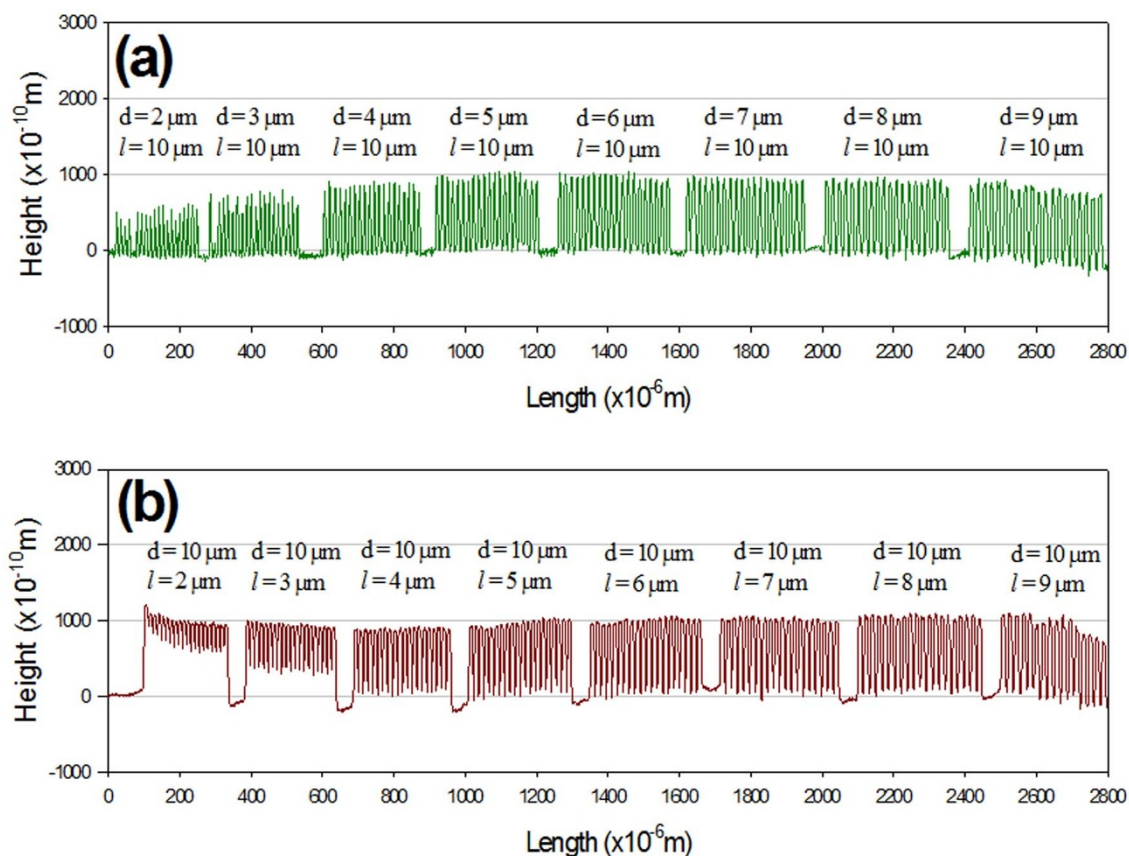 (a)
3000
2000
1000
0
-1000
Height (x10⁻¹⁰m)
d = 2 μm d = 3 μm d = 4 μm d = 5 μm d = 6 μm d = 7 μm d = 8 μm d = 9 μm
l = 10 μm l = 10 μm l = 10 μm l = 10 μm l = 10 μm l = 10 μm l = 10 μm l = 10 μm
0 200 400 600 800 1000 1200 1400 1600 1800 2000 2200 2400 2600 2800
Length (x10⁻⁶m)
(b)
3000
2000
1000
0
-1000
Height (x10⁻¹⁰m)
d = 10 μm d = 10 μm d = 10 μm d = 10 μm d = 10 μm d = 10 μm d = 10 μm d = 10 μm
l = 2 μm l = 3 μm l = 4 μm l = 5 μm l = 6 μm l = 7 μm l = 8 μm l = 9 μm
0 200 400 600 800 1000 1200 1400 1600 1800 2000 2200 2400 2600 2800
Length (x10⁻⁶m)